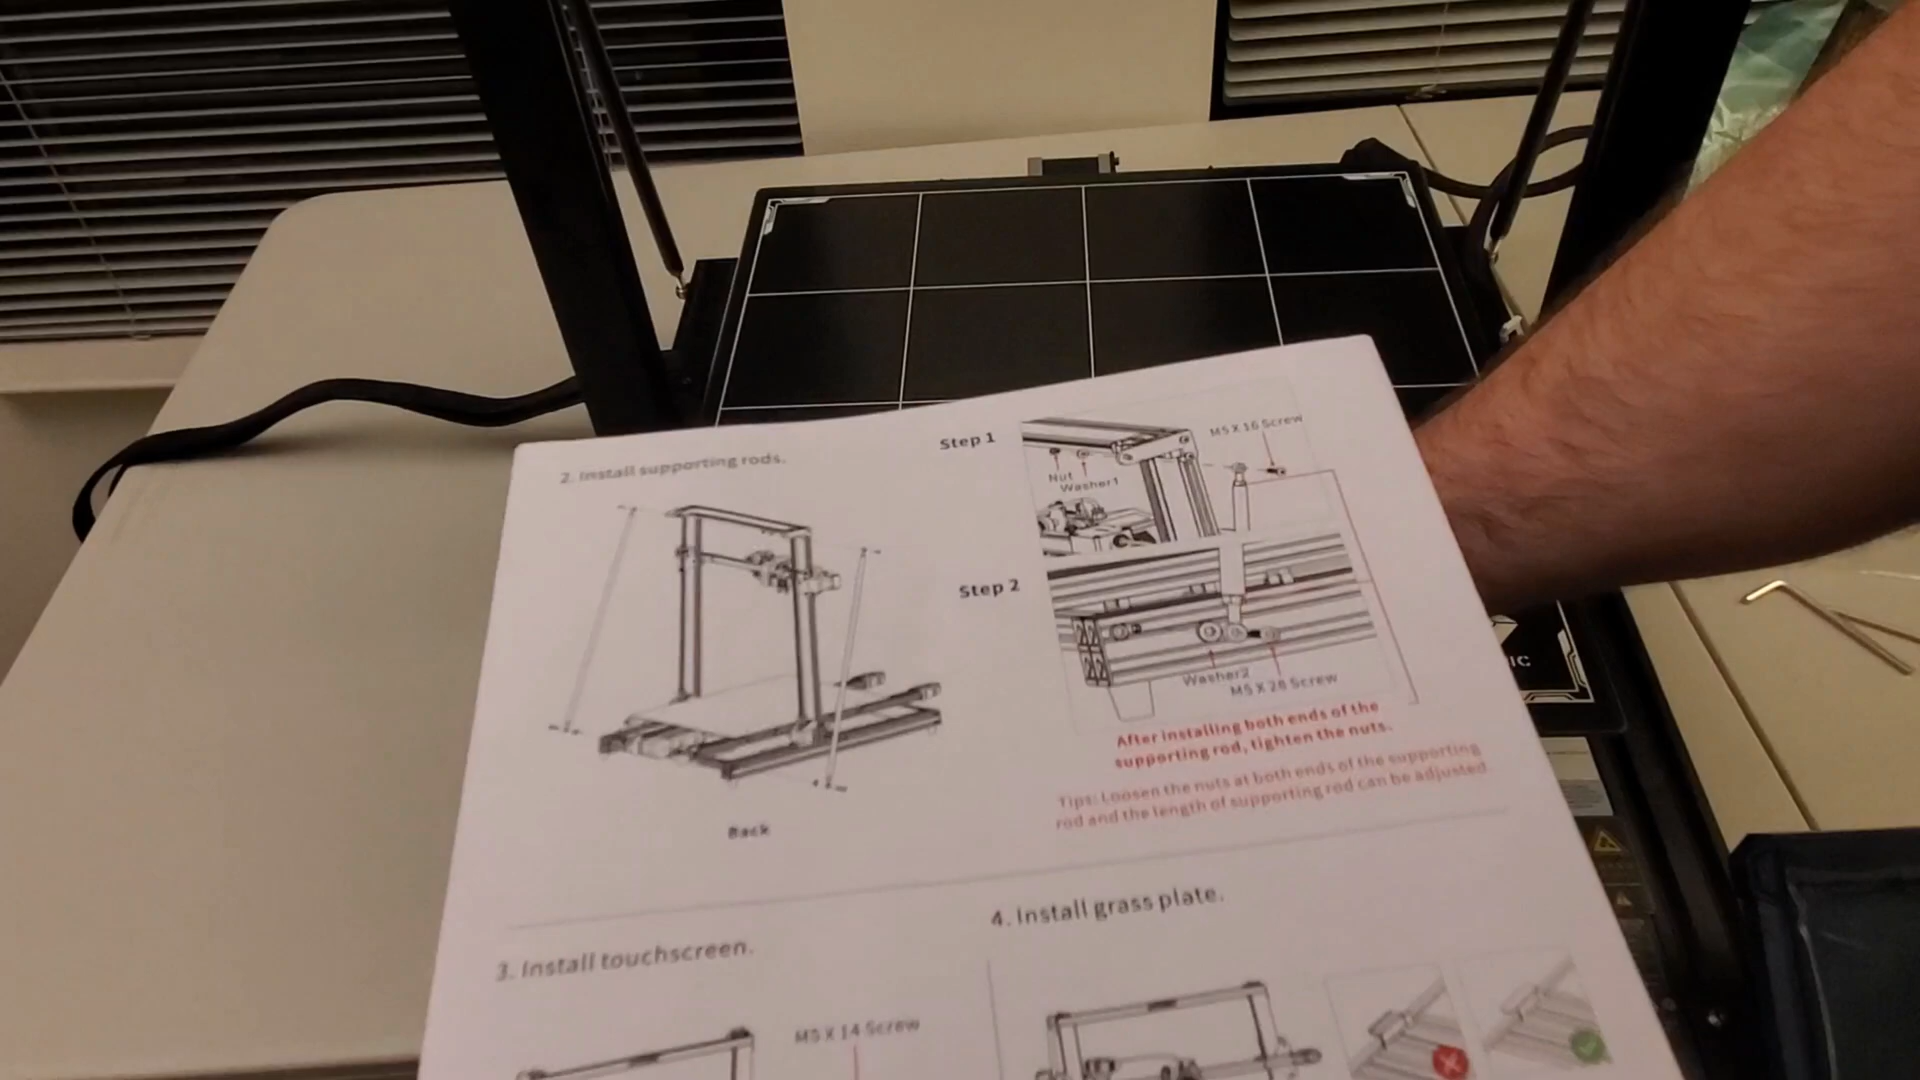 2. Install supporting rods.
Step 1
M5 X 16 Screw
Nut
Washer1
Step 2
Washer2
M5 X 26 Screw
After installing both ends of the
supporting rod, tighten the nuts.
Tips: Loosen the nuts at both ends of the supporting
rod and the length of supporting rod can be adjusted
Back
3. Install touchscreen.
M5 X 14 Screw
4. Install grass plate.
IC